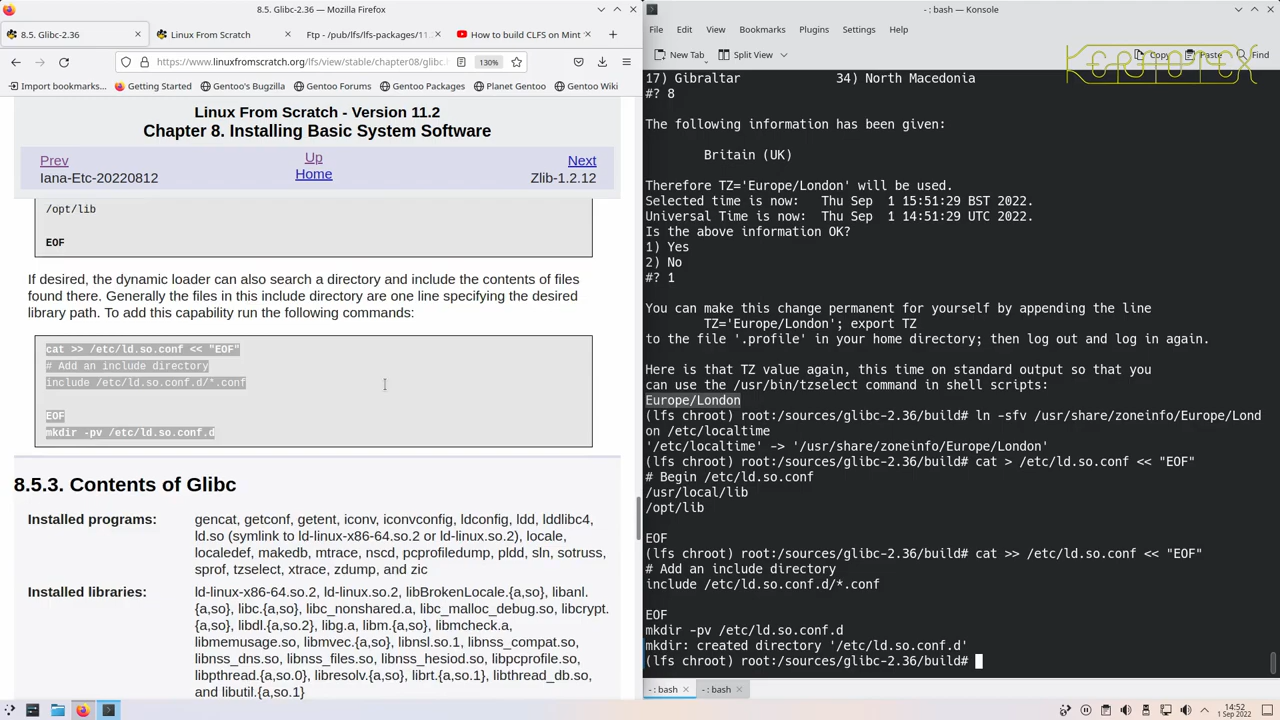 8.5. Glibc-2.36 — Mozilla Firefox
8.5. Glibc-2.36
Linux From Scratch
Ftp - /pub/lfs/lfs-packages/11.
How to build CLFS on Mint
https://www.linuxfromscratch.org/lfs/view/stable/chapter08/glibc.
130%
Import bookmarks...
Getting Started
Gentoo's Bugzilla
Gentoo Forums
Gentoo Packages
Planet Gentoo
Gentoo Wiki
Linux From Scratch - Version 11.2
Chapter 8. Installing Basic System Software
Prev
Up
Next
Iana-Etc-20220812
Home
Zlib-1.2.12
/opt/lib
EOF
If desired, the dynamic loader can also search a directory and include the contents of files
found there. Generally the files in this include directory are one line specifying the desired
library path. To add this capability run the following commands:
cat >> /etc/ld.so.conf << "EOF"
# Add an include directory
include /etc/ld.so.conf.d/*.conf
EOF
mkdir -pv /etc/ld.so.conf.d
8.5.3. Contents of Glibc
Installed programs:
gencat, getconf, getent, iconv, iconvconfig, ldconfig, ldd, lddlibc4,
ld.so (symlink to ld-linux-x86-64.so.2 or ld-linux.so.2), locale,
localedef, makedb, mtrace, nscd, pcprofiledump, pldd, sln, sotruss,
sprof, tzselect, xtrace, zdump, and zic
Installed libraries:
ld-linux-x86-64.so.2, ld-linux.so.2, libBrokenLocale.{a,so}, libanl.
{a,so}, libc.{a,so}, libc_nonshared.a, libc_malloc_debug.so, libcrypt.
{a,so}, libdl.{a,so.2}, libg.a, libm.{a,so}, libmcheck.a,
libmemusage.so, libmvec.{a,so}, libnsl.so.1, libnss_compat.so,
libnss_dns.so, libnss_files.so, libnss_hesiod.so, libpcprofile.so,
libpthread.{a,so.0}, libresolv.{a,so}, librt.{a,so.1}, libthread_db.so,
and libutil.{a,so.1}
- : bash — Konsole
File
Edit
View
Bookmarks
Plugins
Settings
Help
New Tab
Split View
Copy
Paste
Find
17) Gibraltar 34) North Macedonia
#? 8
The following information has been given:
Britain (UK)
Therefore TZ='Europe/London' will be used.
Selected time is now: Thu Sep 1 15:51:29 BST 2022.
Universal Time is now: Thu Sep 1 14:51:29 UTC 2022.
Is the above information OK?
1) Yes
2) No
#? 1
You can make this change permanent for yourself by appending the line
TZ='Europe/London'; export TZ
to the file '.profile' in your home directory; then log out and log in again.
Here is that TZ value again, this time on standard output so that you
can use the /usr/bin/tzselect command in shell scripts:
Europe/London
(lfs chroot) root:/sources/glibc-2.36/build# ln -sfv /usr/share/zoneinfo/Europe/Lond
on /etc/localtime
'/etc/localtime' -> '/usr/share/zoneinfo/Europe/London'
(lfs chroot) root:/sources/glibc-2.36/build# cat > /etc/ld.so.conf << "EOF"
# Begin /etc/ld.so.conf
/usr/local/lib
/opt/lib
EOF
(lfs chroot) root:/sources/glibc-2.36/build# cat >> /etc/ld.so.conf << "EOF"
# Add an include directory
include /etc/ld.so.conf.d/*.conf
EOF
mkdir -pv /etc/ld.so.conf.d
mkdir: created directory '/etc/ld.so.conf.d'
(lfs chroot) root:/sources/glibc-2.36/build#
- : bash
- : bash
14:52
1 Sep 2022